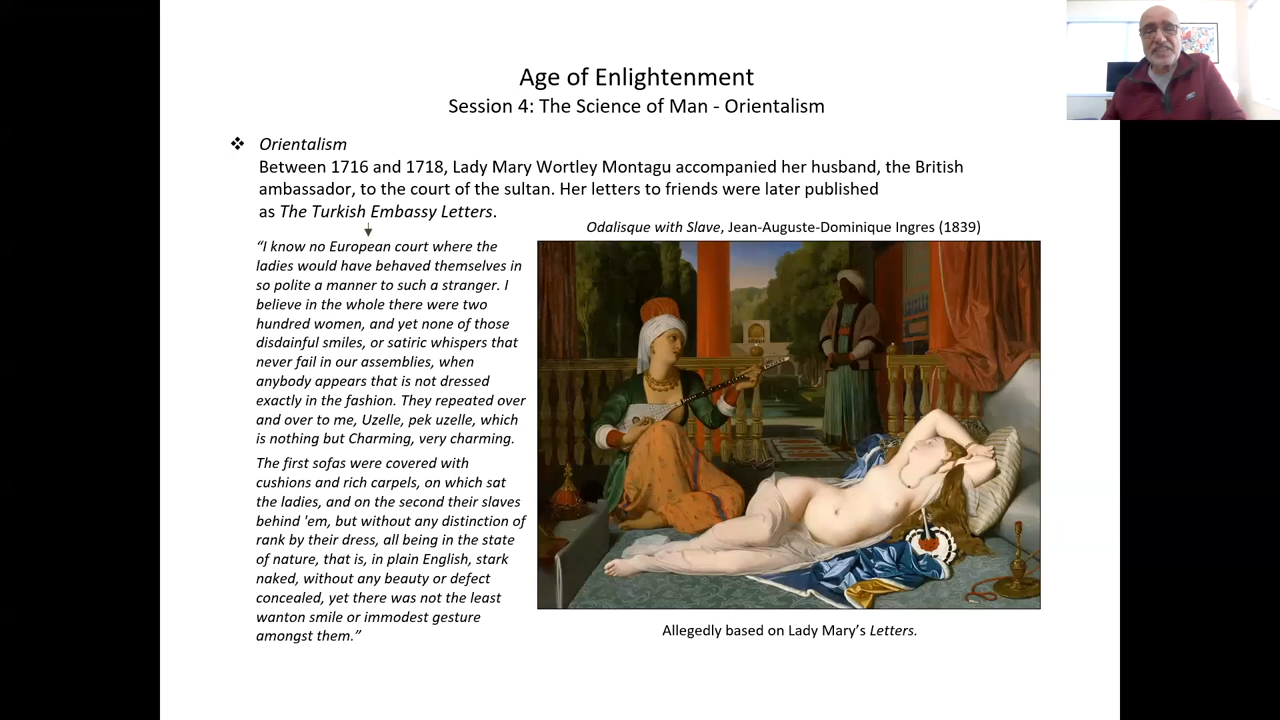 Age of Enlightenment
Session 4: The Science of Man - Orientalism
❖ Orientalism
Between 1716 and 1718, Lady Mary Wortley Montagu accompanied her husband, the British
ambassador, to the court of the sultan. Her letters to friends were later published
as The Turkish Embassy Letters.
Odalisque with Slave, Jean-Auguste-Dominique Ingres (1839)
“I know no European court where the
ladies would have behaved themselves in
so polite a manner to such a stranger. I
believe in the whole there were two
hundred women, and yet none of those
disdainful smiles, or satiric whispers that
never fail in our assemblies, when
anybody appears that is not dressed
exactly in the fashion. They repeated over
and over to me, Uzelle, pek uzelle, which
is nothing but Charming, very charming.
The first sofas were covered with
cushions and rich carpels, on which sat
the ladies, and on the second their slaves
behind 'em, but without any distinction of
rank by their dress, all being in the state
of nature, that is, in plain English, stark
naked, without any beauty or defect
concealed, yet there was not the least
wanton smile or immodest gesture
amongst them.”
Allegedly based on Lady Mary’s Letters.